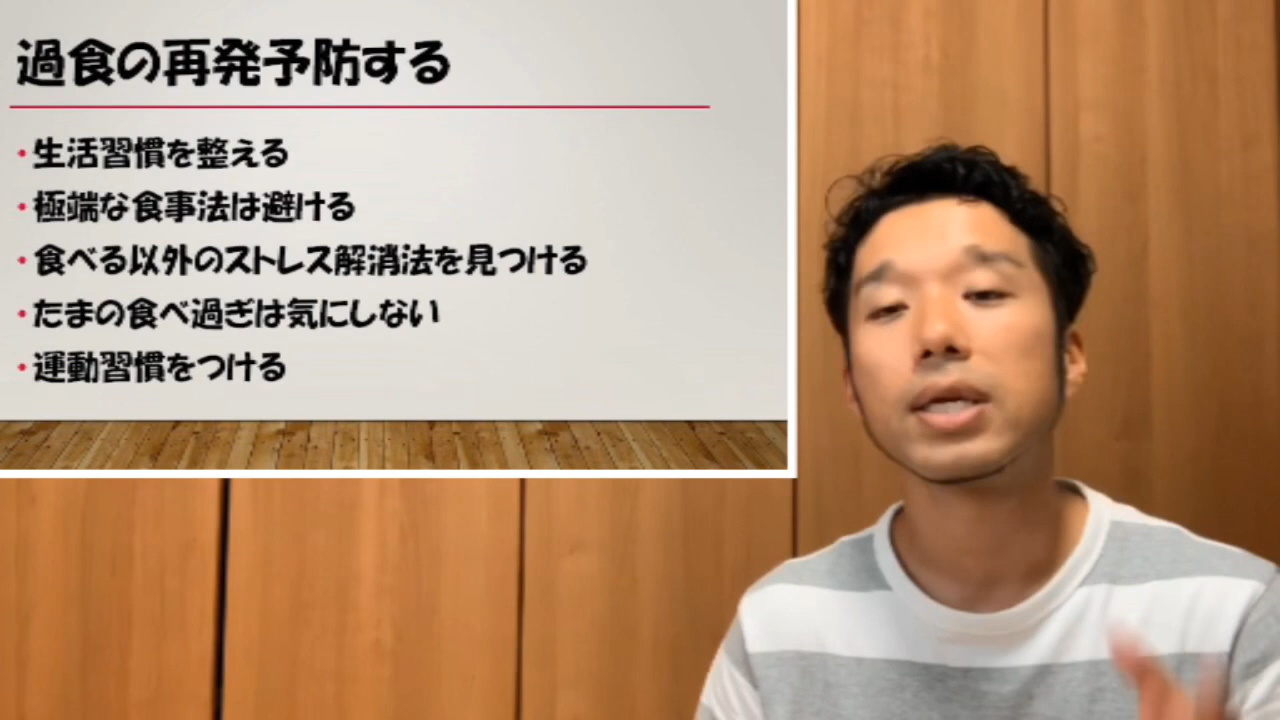 過食の再発予防する
・生活習慣を整える
・極端な食事法は避ける
・食べる以外のストレス解消法を見つける
・たまの食べ過ぎは気にしない
・運動習慣をつける